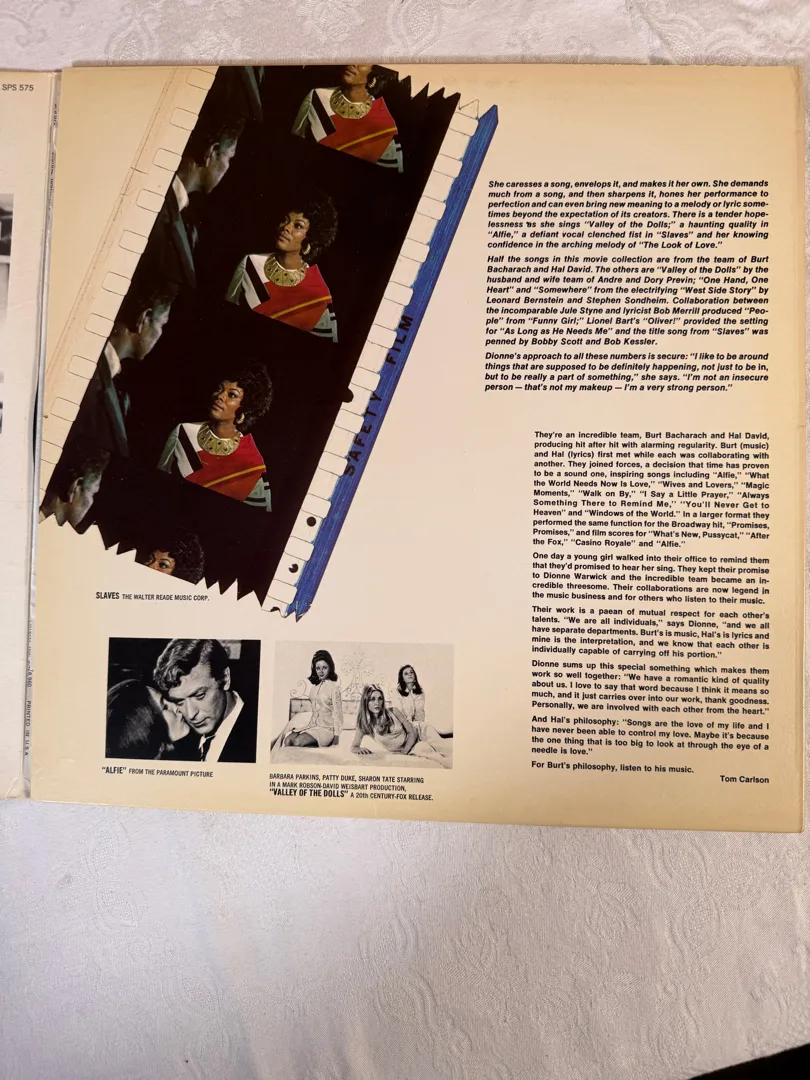 SPS 575
SAFETY FILM
SLAVES THE WALTER READE MUSIC CORP.
"ALFIE" FROM THE PARAMOUNT PICTURE
BARBARA PARKINS, PATTY DUKE, SHARON TATE STARRING
IN A MARK ROBSON-DAVID WEISBART PRODUCTION,
"VALLEY OF THE DOLLS" A 20th CENTURY-FOX RELEASE.
She caresses a song, envelops it, and makes it her own. She demands
much from a song, and then sharpens it, hones her performance to
perfection and can even bring new meaning to a melody or lyric some-
times beyond the expectation of its creators. There is a tender hope-
lessness as she sings "Valley of the Dolls;" a haunting quality in
"Alfie," a defiant vocal clenched fist in "Slaves" and her knowing
confidence in the arching melody of "The Look of Love."
Half the songs in this movie collection are from the team of Burt
Bacharach and Hal David. The others are "Valley of the Dolls" by the
husband and wife team of Andre and Dory Previn; "One Hand, One
Heart" and "Somewhere" from the electrifying "West Side Story" by
Leonard Bernstein and Stephen Sondheim. Collaboration between
the incomparable Jule Styne and lyricist Bob Merrill produced "Peo-
ple" from "Funny Girl;" Lionel Bart's "Oliver!" provided the setting
for "As Long as He Needs Me" and the title song from "Slaves" was
penned by Bobby Scott and Bob Kessler.
Dionne's approach to all these numbers is secure: "I like to be around
things that are supposed to be definitely happening, not just to be in,
but to be really a part of something," she says. "I'm not an insecure
person — that's not my makeup — I'm a very strong person."
They're an incredible team, Burt Bacharach and Hal David,
producing hit after hit with alarming regularity. Burt (music)
and Hal (lyrics) first met while each was collaborating with
another. They joined forces, a decision that time has proven
to be a sound one, inspiring songs including "Alfie," "What
the World Needs Now Is Love," "Wives and Lovers," "Magic
Moments," "Walk on By," "I Say a Little Prayer," "Always
Something There to Remind Me," "You'll Never Get to
Heaven" and "Windows of the World." In a larger format they
performed the same function for the Broadway hit, "Promises,
Promises," and film scores for "What's New, Pussycat," "After
the Fox," "Casino Royale" and "Alfie."
One day a young girl walked into their office to remind them
that they'd promised to hear her sing. They kept their promise
to Dionne Warwick and the incredible team became an in-
credible threesome. Their collaborations are now legend in
the music business and for others who listen to their music.
Their work is a paean of mutual respect for each other's
talents. "We are all individuals," says Dionne, "and we all
have separate departments. Burt's is music, Hal's is lyrics and
mine is the interpretation, and we know that each other is
individually capable of carrying off his portion."
Dionne sums up this special something which makes them
work so well together: "We have a romantic kind of quality
about us. I love to say that word because I think it means so
much, and it just carries over into our work, thank goodness.
Personally, we are involved with each other from the heart."
And Hal's philosophy: "Songs are the love of my life and I
have never been able to control my love. Maybe it's because
the one thing that is too big to look at through the eye of a
needle is love."
For Burt's philosophy, listen to his music.
Tom Carlson
PRINTED IN U.S.A.